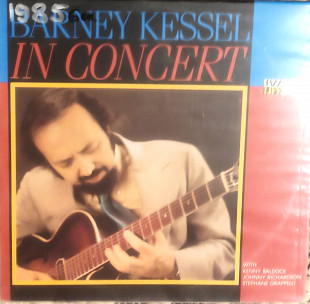 1985
BARNEY KESSEL
IN CONCERT
WITH
KENNY BALDOCK
JOHNNY RICHARDSON
STEPHANE GRAPPELLI